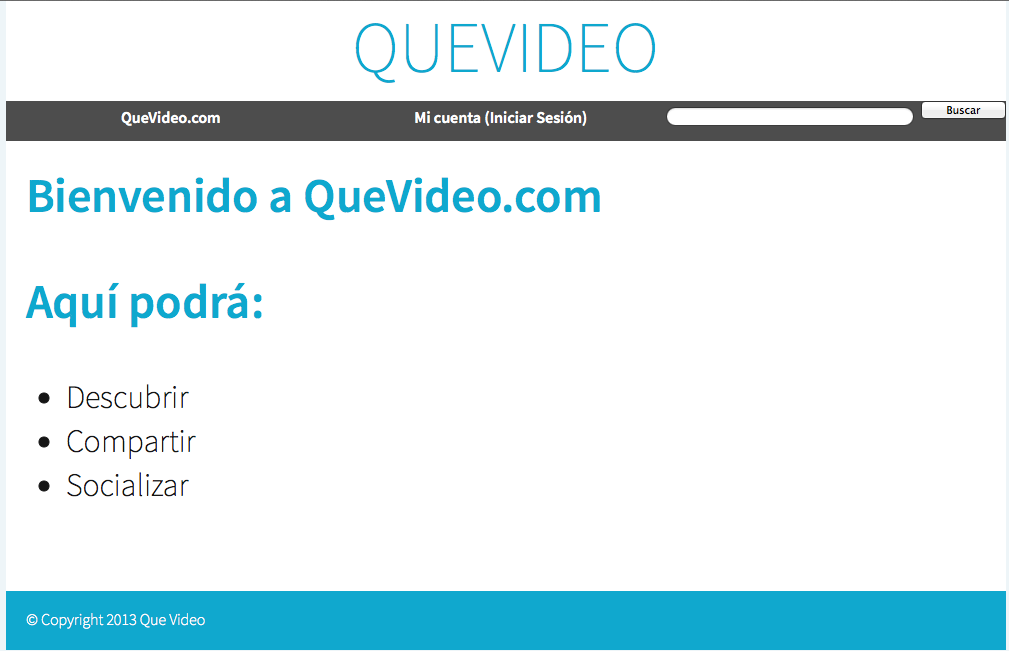 QUEVIDEO
QueVideo.com
Mi cuenta (Iniciar Sesión)
Buscar
Bienvenido a QueVideo.com
Aquí podrá:
Descubrir
Compartir
Socializar
© Copyright 2013 Que Video